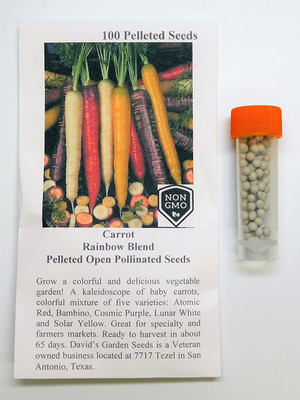 100 Pelleted Seeds
NON
GMO
Carrot
Rainbow Blend
Pelleted Open Pollinated Seeds
Grow a colorful and delicious vegetable
garden! A kaleidoscope of baby carrots,
colorful mixture of five varieties: Atomic
Red, Bambino, Cosmic Purple, Lunar White
and Solar Yellow. Great for specialty and
farmers markets. Ready to harvest in about
65 days. David's Garden Seeds is a Veteran
owned business located at 7717 Tezel in San
Antonio, Texas.